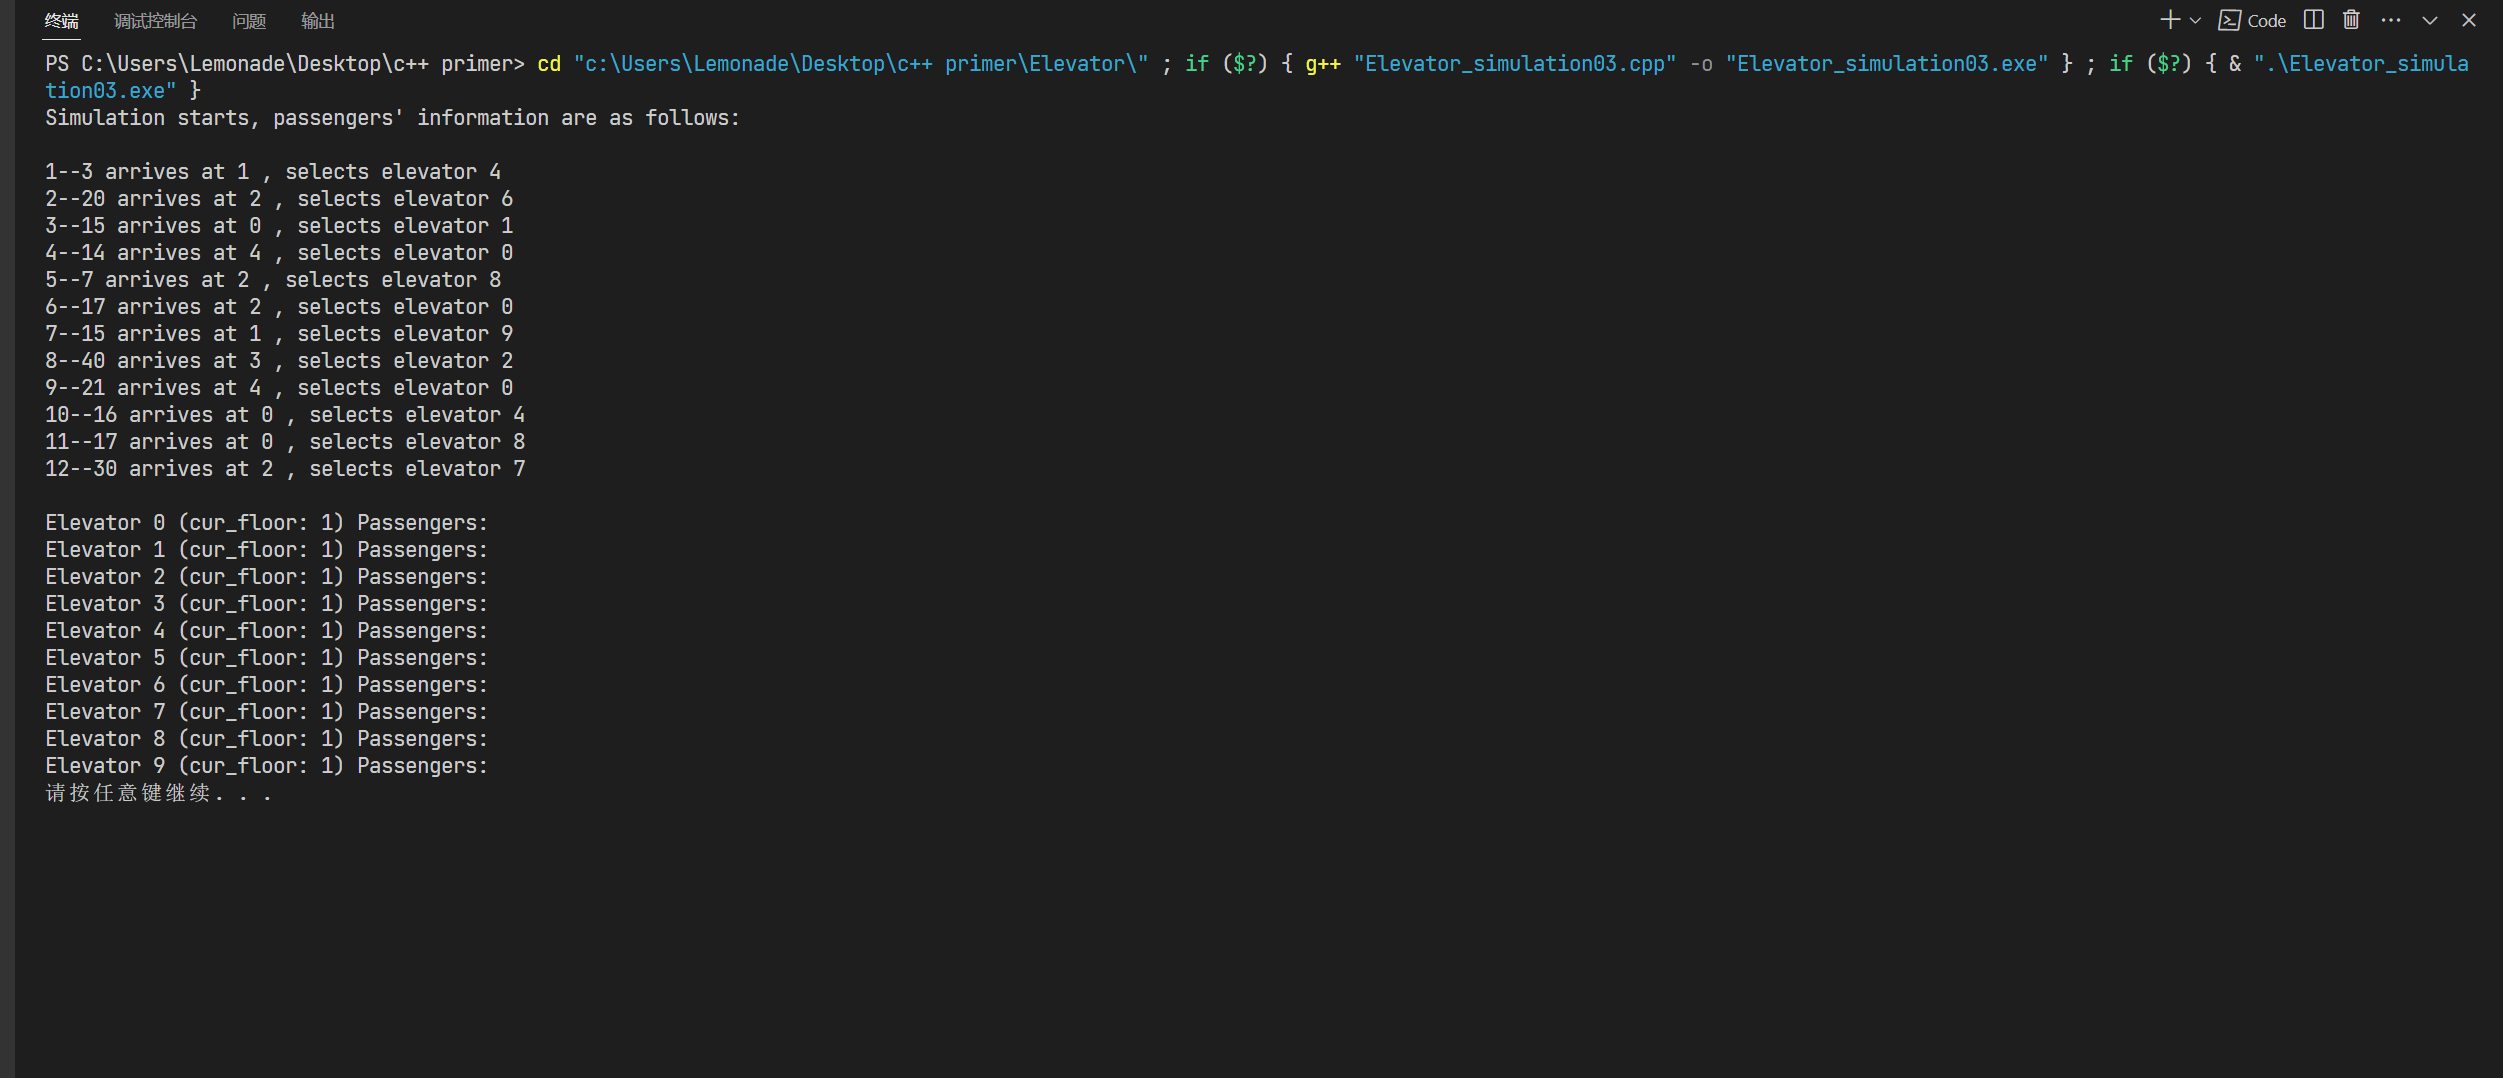 终端 调试控制台 问题 输出 Code
PS C:\Users\Lemonade\Desktop\c++ primer> cd "c:\Users\Lemonade\Desktop\c++ primer\Elevator\" ; if ($?) { g++ "Elevator_simulation03.cpp" -o "Elevator_simulation03.exe" } ; if ($?) { & ".\Elevator_simula
tion03.exe" }
Simulation starts, passengers' information are as follows:
1--3 arrives at 1 , selects elevator 4
2--20 arrives at 2 , selects elevator 6
3--15 arrives at 0 , selects elevator 1
4--14 arrives at 4 , selects elevator 0
5--7 arrives at 2 , selects elevator 8
6--17 arrives at 2 , selects elevator 0
7--15 arrives at 1 , selects elevator 9
8--40 arrives at 3 , selects elevator 2
9--21 arrives at 4 , selects elevator 0
10--16 arrives at 0 , selects elevator 4
11--17 arrives at 0 , selects elevator 8
12--30 arrives at 2 , selects elevator 7
Elevator 0 (cur_floor: 1) Passengers:
Elevator 1 (cur_floor: 1) Passengers:
Elevator 2 (cur_floor: 1) Passengers:
Elevator 3 (cur_floor: 1) Passengers:
Elevator 4 (cur_floor: 1) Passengers:
Elevator 5 (cur_floor: 1) Passengers:
Elevator 6 (cur_floor: 1) Passengers:
Elevator 7 (cur_floor: 1) Passengers:
Elevator 8 (cur_floor: 1) Passengers:
Elevator 9 (cur_floor: 1) Passengers:
请按任意键继续. . .